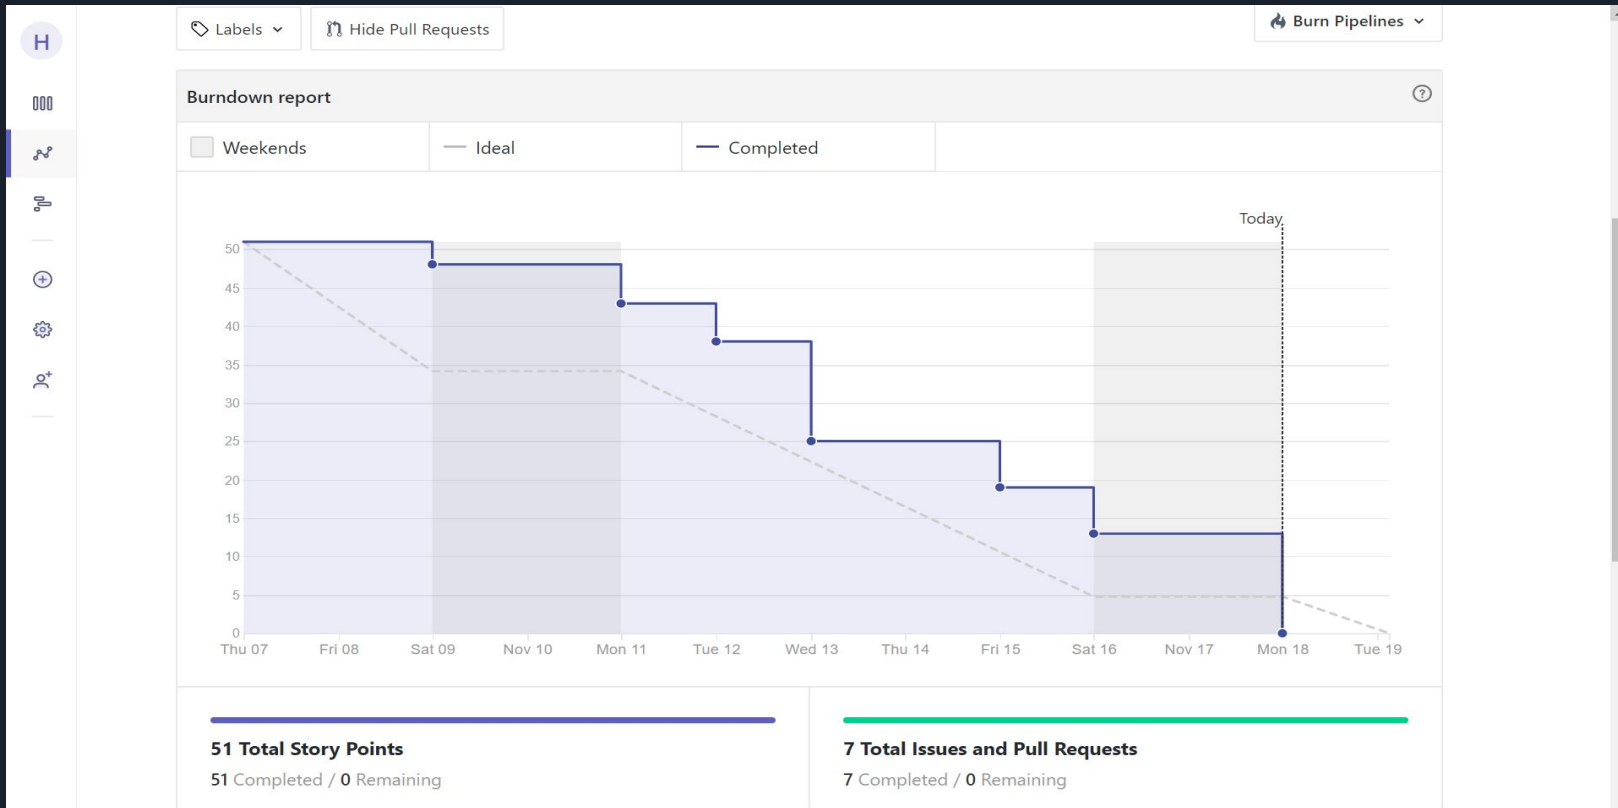 H
Labels
Hide Pull Requests
Burn Pipelines
Burndown report
?
Weekends
Ideal
Completed
Today
50
45
40
35
30
25
20
15
10
5
0
Thu 07 Fri 08 Sat 09 Nov 10 Mon 11 Tue 12 Wed 13 Thu 14 Fri 15 Sat 16 Nov 17 Mon 18 Tue 19
51 Total Story Points
51 Completed / 0 Remaining
7 Total Issues and Pull Requests
7 Completed / 0 Remaining